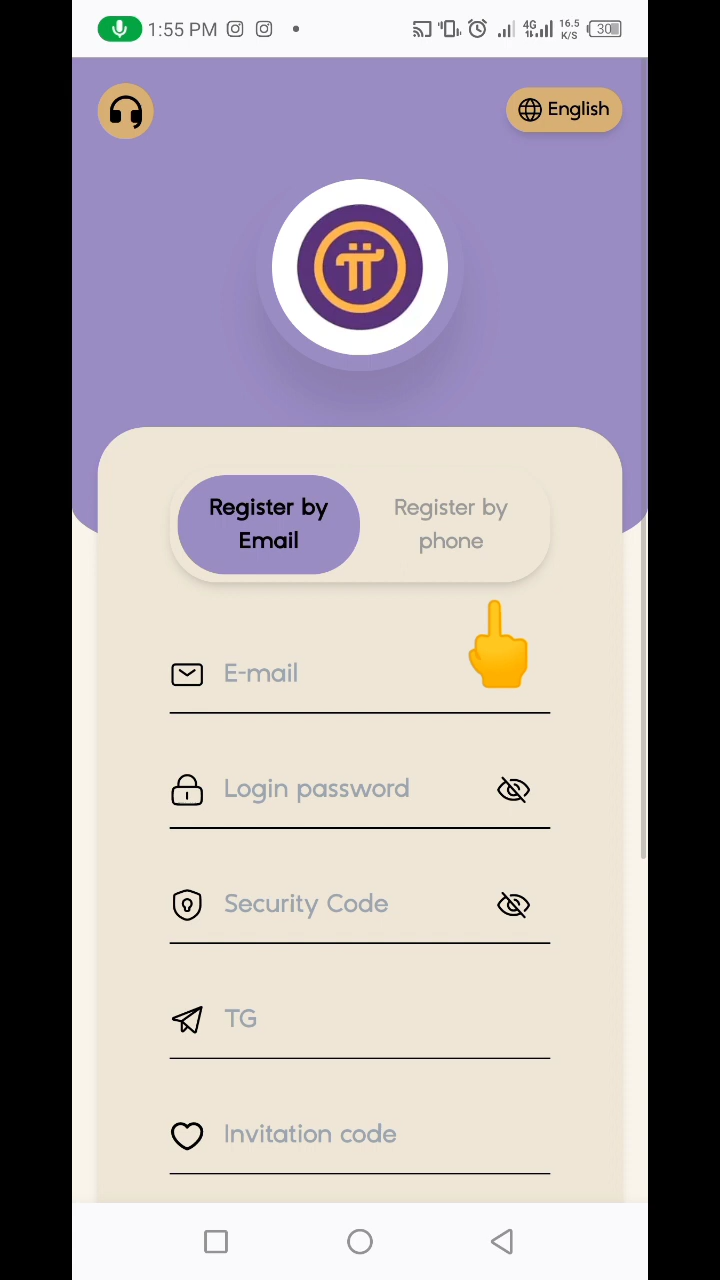 1:55 PM
4G
16.5
K/S
30
English
Register by
Email
Register by
phone
E-mail
Login password
Security Code
TG
Invitation code